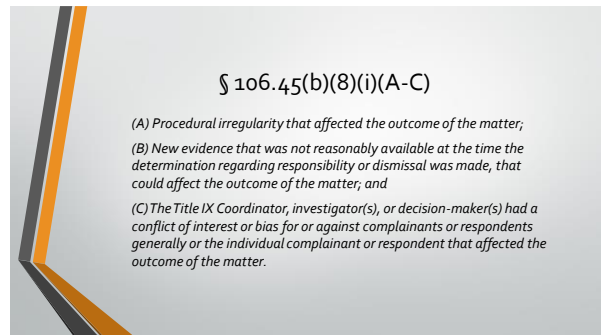 § 106.45(b)(8)(i)(A-C)
(A) Procedural irregularity that affected the outcome of the matter;
(B) New evidence that was not reasonably available at the time the
determination regarding responsibility or dismissal was made, that
could affect the outcome of the matter; and
(C) The Title IX Coordinator, investigator(s), or decision-maker(s) had a
conflict of interest or bias for or against complainants or respondents
generally or the individual complainant or respondent that affected the
outcome of the matter.